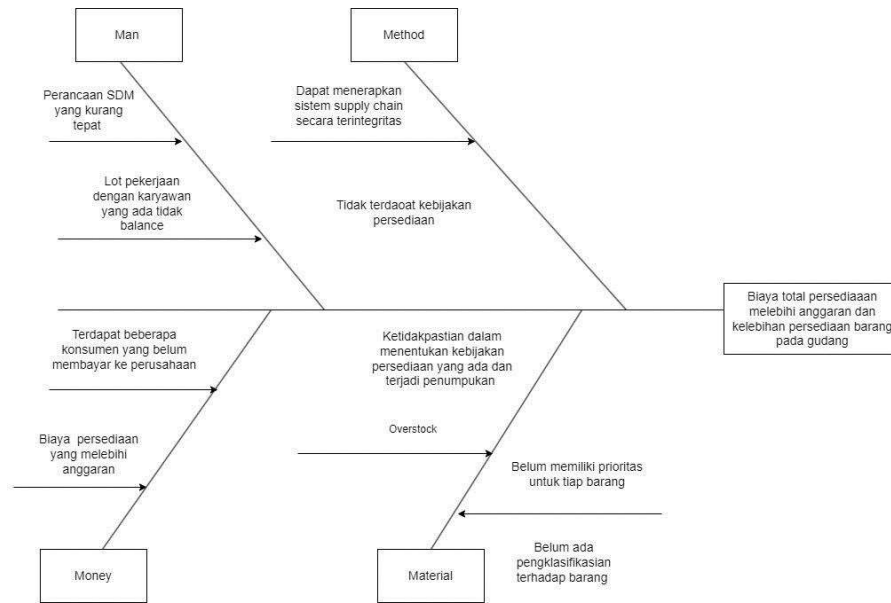 Man
Method
Perancaan SDM
yang kurang
tepat
Dapat menerapkan
sistem supply chain
secara terintegritas
Lot pekerjaan
dengan karyawan
yang ada tidak
balance
Tidak terdaoat kebijakan
persediaan
Biaya total persediaaan
melebihi anggaran dan
kelebihan persediaan barang
pada gudang
Terdapat beberapa
konsumen yang belum
membayar ke perusahaan
Ketidakpastian dalam
menentukan kebijakan
persediaan yang ada dan
terjadi penumpukan
Biaya persediaan
yang melebihi
anggaran
Overstock
Belum memiliki prioritas
untuk tiap barang
Belum ada
pengklasifikasian
terhadap barang
Money
Material